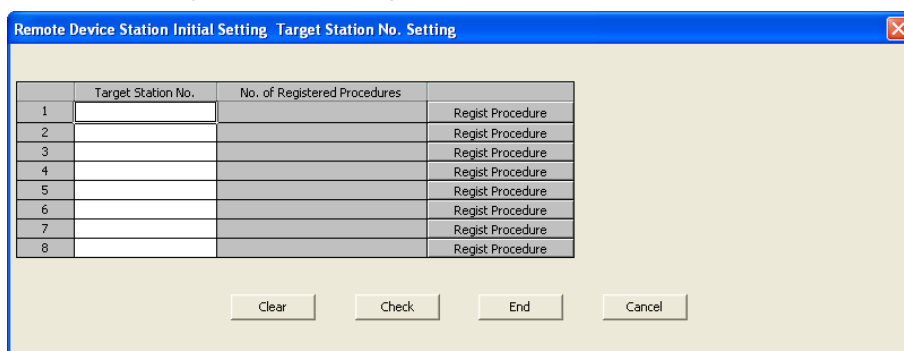 Remote Device Station Initial Setting Target Station No. Setting
Target Station No. No. of Registered Procedures
1 Regist Procedure
2 Regist Procedure
3 Regist Procedure
4 Regist Procedure
5 Regist Procedure
6 Regist Procedure
7 Regist Procedure
8 Regist Procedure
Clear Check End Cancel